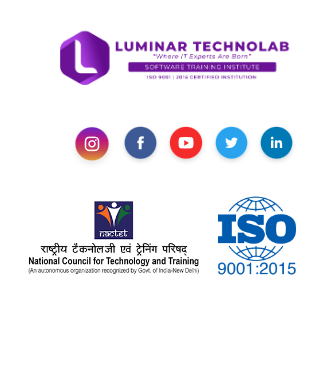 LUMINAR TECHNOLAB
"Where IT Experts Are Born"
SOFTWARE TRAINING INSTITUTE
ISO 9001 | 2015 CERTIFIED INSTITUTION
f
in
nactet
राष्ट्रीय टॅकनोलजी एवं ट्रेनिंग परिषद्
National Council for Technology and Training
(An autonomous organization recognized by Govt. of India-New Delhi)
ISO
9001:2015